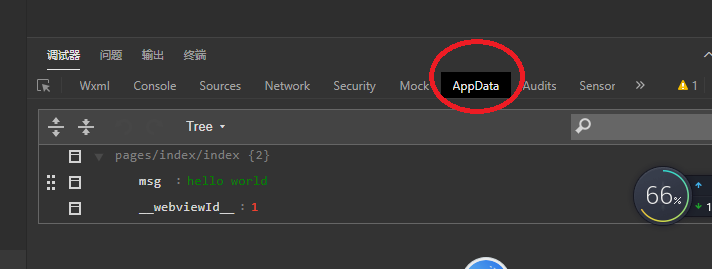 调试器 问题 输出 终端
Wxml Console Sources Network Security Mock AppData Audits Sensor » 1
Tree
pages/index/index {2}
msg : hello world
__webviewId__ : 1
66%
1